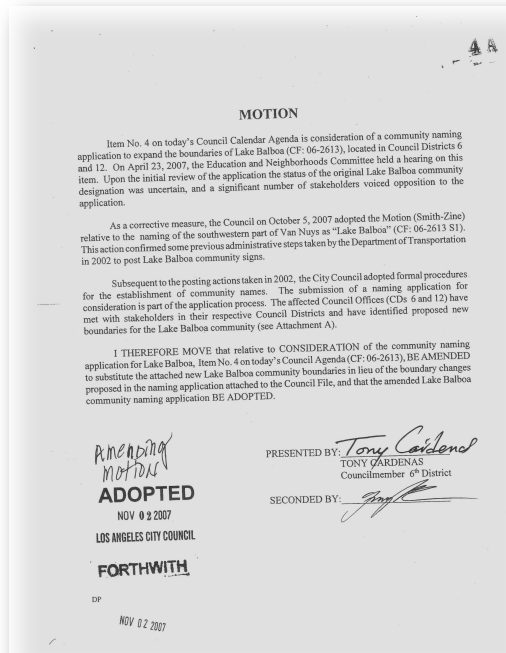 4 A
MOTION
Item No. 4 on today's Council Calendar Agenda is consideration of a community naming
application to expand the boundaries of Lake Balboa (CF: 06-2613), located in Council Districts 6
and 12. On April 23, 2007, the Education and Neighborhoods Committee held a hearing on this
item. Upon the initial review of the application the status of the original Lake Balboa community
designation was uncertain, and a significant number of stakeholders voiced opposition to the
application.
As a corrective measure, the Council on October 5, 2007 adopted the Motion (Smith-Zine)
relative to the naming of the southwestern part of Van Nuys as "Lake Balboa" (CF: 06-2613 S1).
This action confirmed some previous administrative steps taken by the Department of Transportation
in 2002 to post Lake Balboa community signs.
Subsequent to the posting actions taken in 2002, the City Council adopted formal procedures
for the establishment of community names. The submission of a naming application for
consideration is part of the application process. The affected Council Offices (CDs 6 and 12) have
met with stakeholders in their respective Council Districts and have identified proposed new
boundaries for the Lake Balboa community (see Attachment A).
I THEREFORE MOVE that relative to CONSIDERATION of the community naming
application for Lake Balboa, Item No. 4 on today's Council Agenda (CF: 06-2613), BE AMENDED
to substitute the attached new Lake Balboa community boundaries in lieu of the boundary changes
proposed in the naming application attached to the Council File, and that the amended Lake Balboa
community naming application BE ADOPTED.
Amending
Motion
ADOPTED
NOV 02 2007
LOS ANGELES CITY COUNCIL
FORTHWITH
PRESENTED BY: Tony Cardenas
TONY CARDENAS
Councilmember 6th District
SECONDED BY:
DP
NOV 02 2007